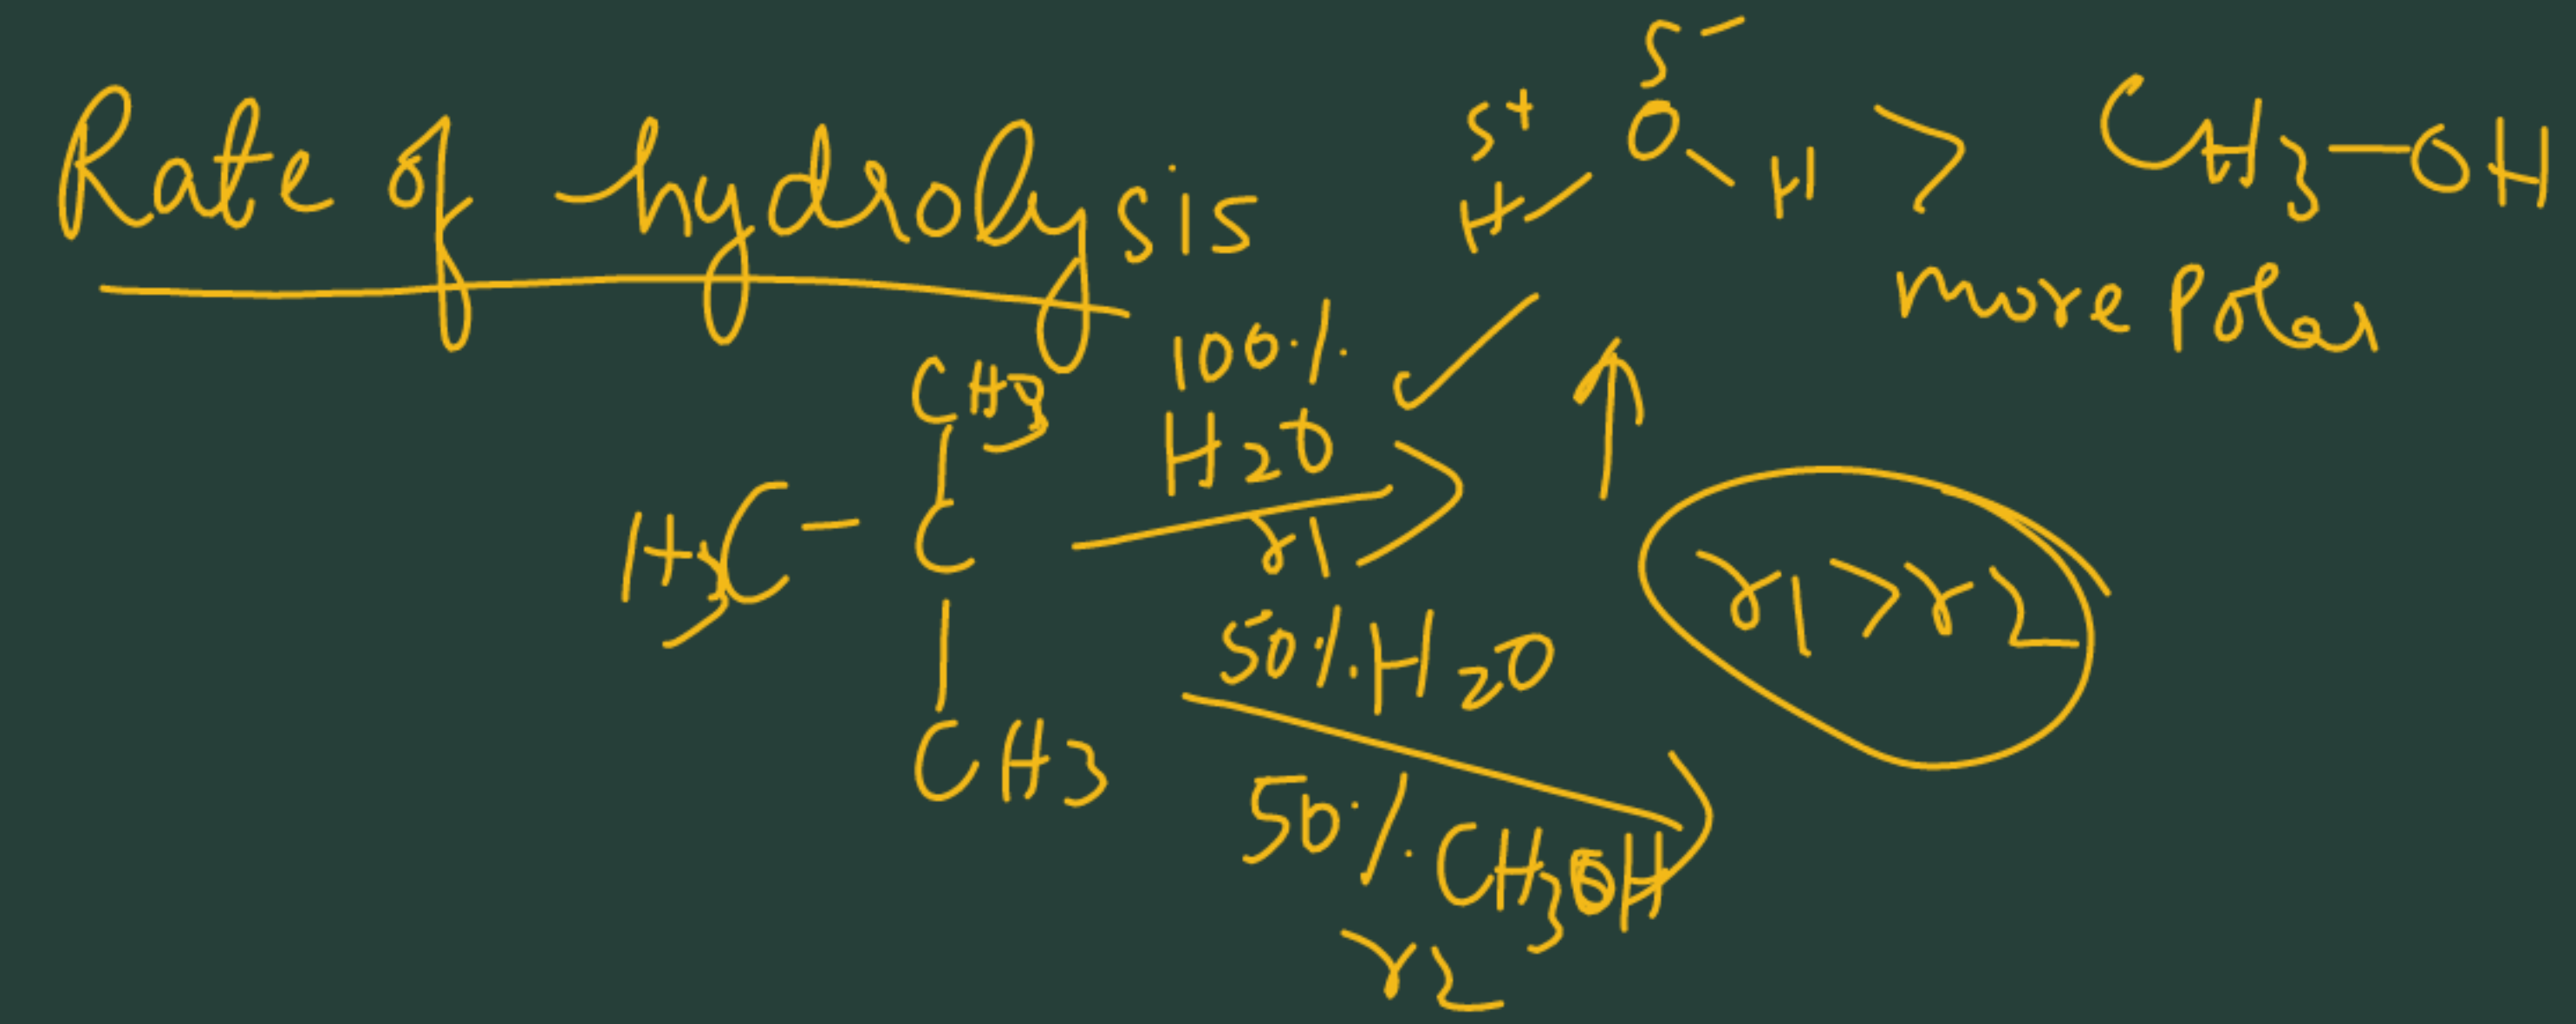 Rate of hydrolysis
δ+ δ-
H O H > CH3-OH
more Polar
100%
H2O
r1
CH3
H3C - C
CH3
r1 > r2
50% H2O
50% CH3OH
r2